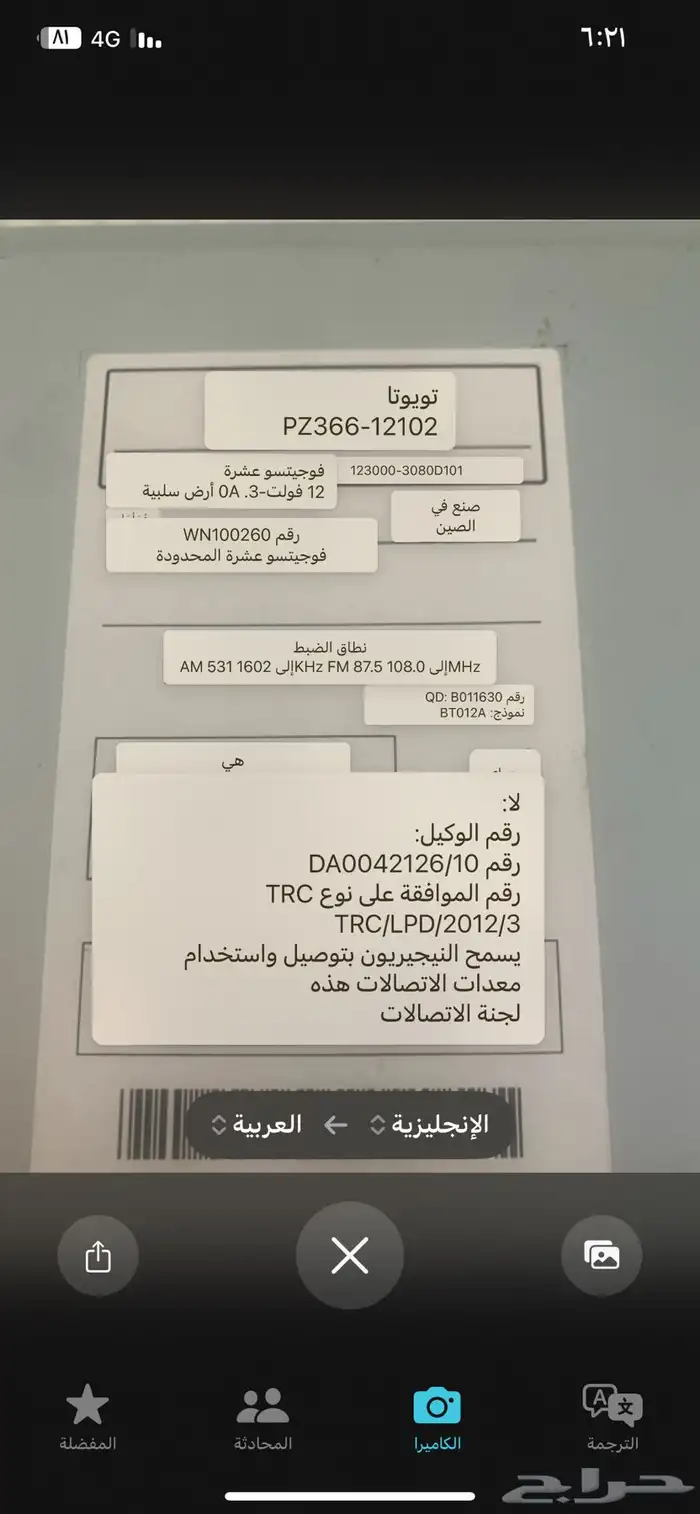 ٨١ 4G ٦:٢١
تويوتا
PZ366-12102
فوجيتسو عشرة
12 فولت-3. 0A أرض سلبية
123000-3080D101
صنع في
الصين
رقم WN100260
فوجيتسو عشرة المحدودة
نطاق الضبط
AM 531 1602 إلىKHz FM 87.5 108.0 إلىMHz
رقم QD: B011630
نموذج: BT012A
هي
لا:
رقم الوكيل:
رقم DA0042126/10
رقم الموافقة على نوع TRC
TRC/LPD/2012/3
يسمح النيجيريون بتوصيل واستخدام
معدات الاتصالات هذه
لجنة الاتصالات
الإنجليزية ← العربية
الترجمة
الكاميرا
المحادثة
المفضلة
حراج